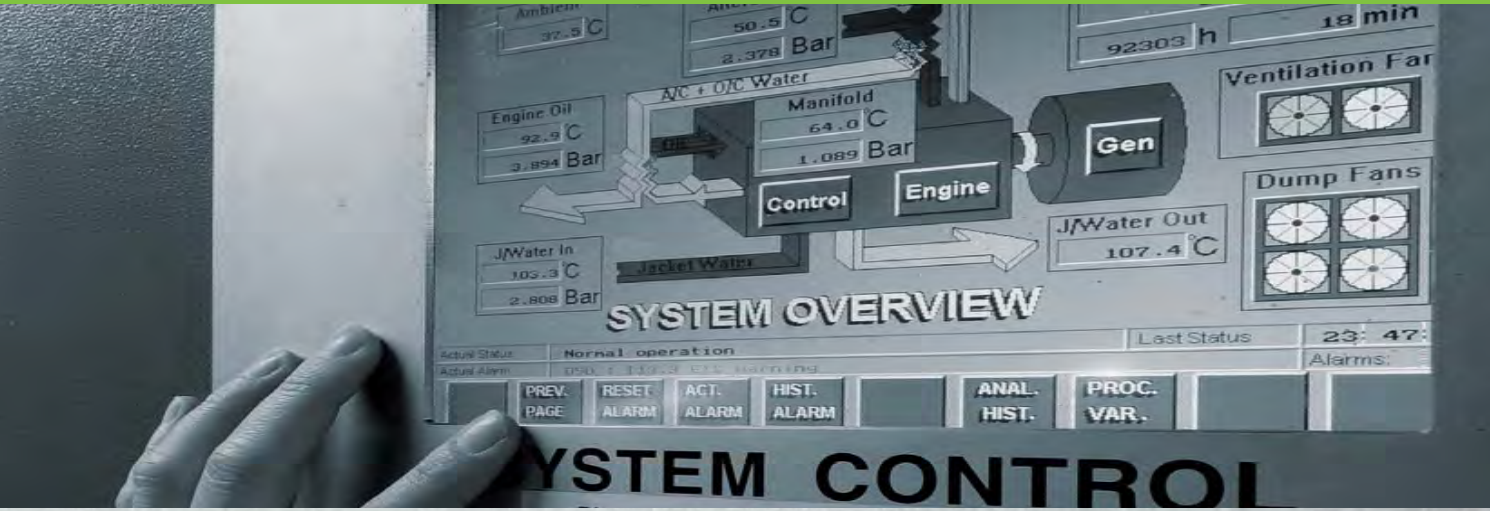 Ambient
37.5 °C
50.5 °C
2.378 Bar
92303 h
18 min
A/C + O/C Water
Ventilation Fan
Engine Oil
92.9 °C
3.894 Bar
Manifold
64.0 °C
1.089 Bar
Gen
Control
Engine
Dump Fans
J/Water In
103.3 °C
2.808 Bar
Jacket Water
J/Water Out
107.4 °C
SYSTEM OVERVIEW
Actual Status
Normal operation
Last Status
23: 47:
Actual Alarm
Alarms:
PREV. PAGE
RESET ALARM
ACT. ALARM
HIST. ALARM
ANAL. HIST.
PROC. VAR.
YSTEM CONTROL